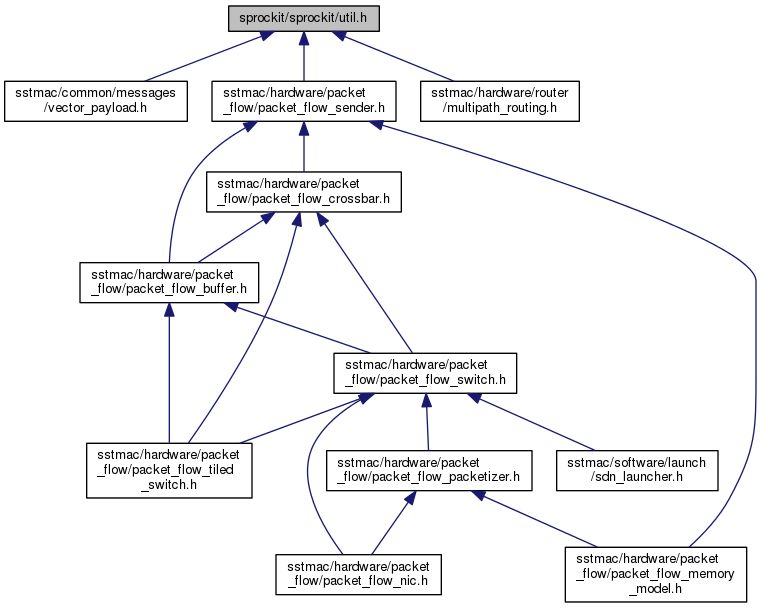 sprockit/sprockit/util.h
sstmac/common/messages
/vector_payload.h
sstmac/hardware/packet
_flow/packet_flow_sender.h
sstmac/hardware/router
/multipath_routing.h
sstmac/hardware/packet
_flow/packet_flow_crossbar.h
sstmac/hardware/packet
_flow/packet_flow_buffer.h
sstmac/hardware/packet
_flow/packet_flow_switch.h
sstmac/hardware/packet
_flow/packet_flow_tiled
_switch.h
sstmac/hardware/packet
_flow/packet_flow_packetizer.h
sstmac/software/launch
/sdn_launcher.h
sstmac/hardware/packet
_flow/packet_flow_nic.h
sstmac/hardware/packet
_flow/packet_flow_memory
_model.h